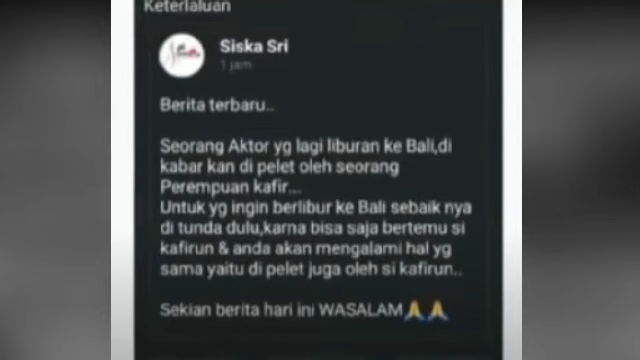 Keterlaluan
Siska Sri
1 jam
Berita terbaru..
Seorang Aktor yg lagi liburan ke Bali,di
kabar kan di pelet oleh seorang
Perempuan kafir...
Untuk yg ingin berlibur ke Bali sebaik nya
di tunda dulu,karna bisa saja bertemu si
kafirun & anda akan mengalami hal yg
sama yaitu di pelet juga oleh si kafirun..
Sekian berita hari ini WASALAM🙏🙏